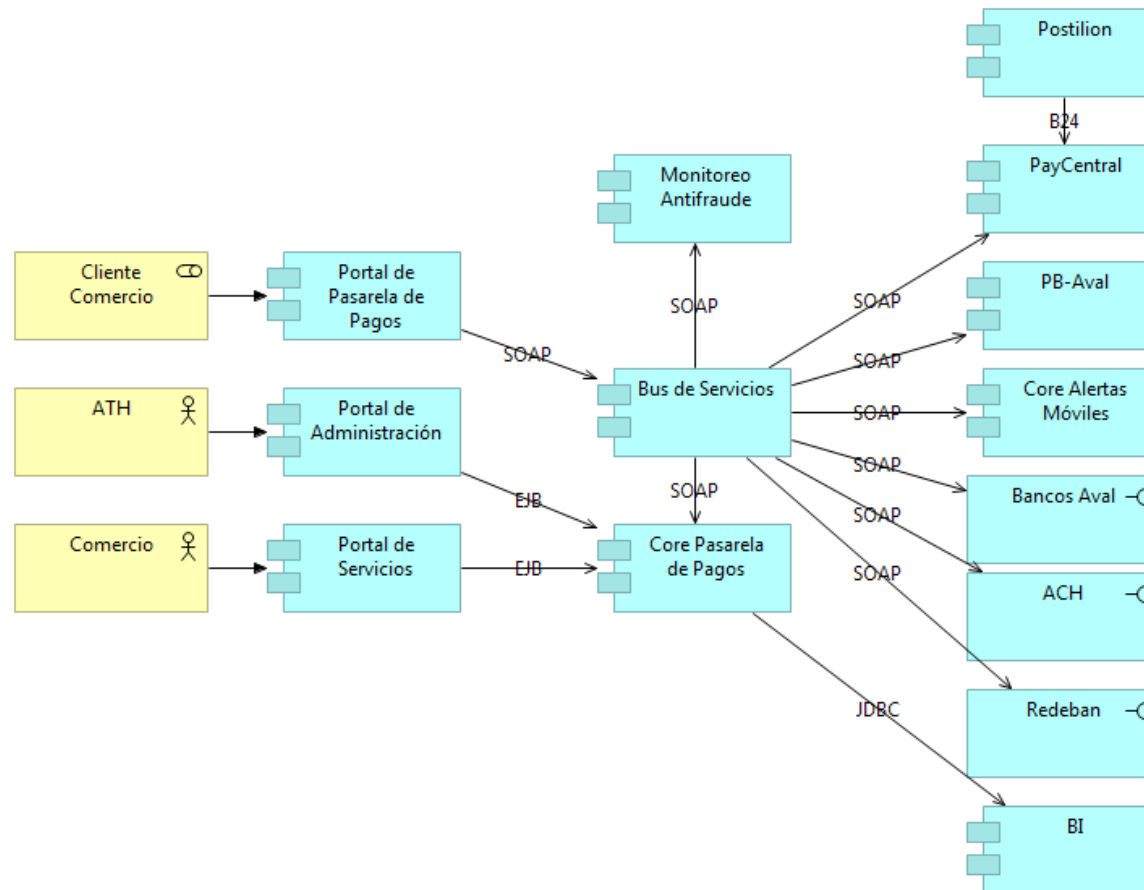 Postilion
B24
PayCentral
Monitoreo
Antifraude
Cliente
Comercio
Portal de
Pasarela de
Pagos
PB-Aval
SOAP
SOAP
SOAP
SOAP
Bus de Servicios
Core Alertas
Móviles
SOAP
ATH
Portal de
Administración
SOAP
SOAP
Bancos Aval
EJB
SOAP
Comercio
Portal de
Servicios
EJB
Core Pasarela
de Pagos
SOAP
ACH
JDBC
Redeban
BI